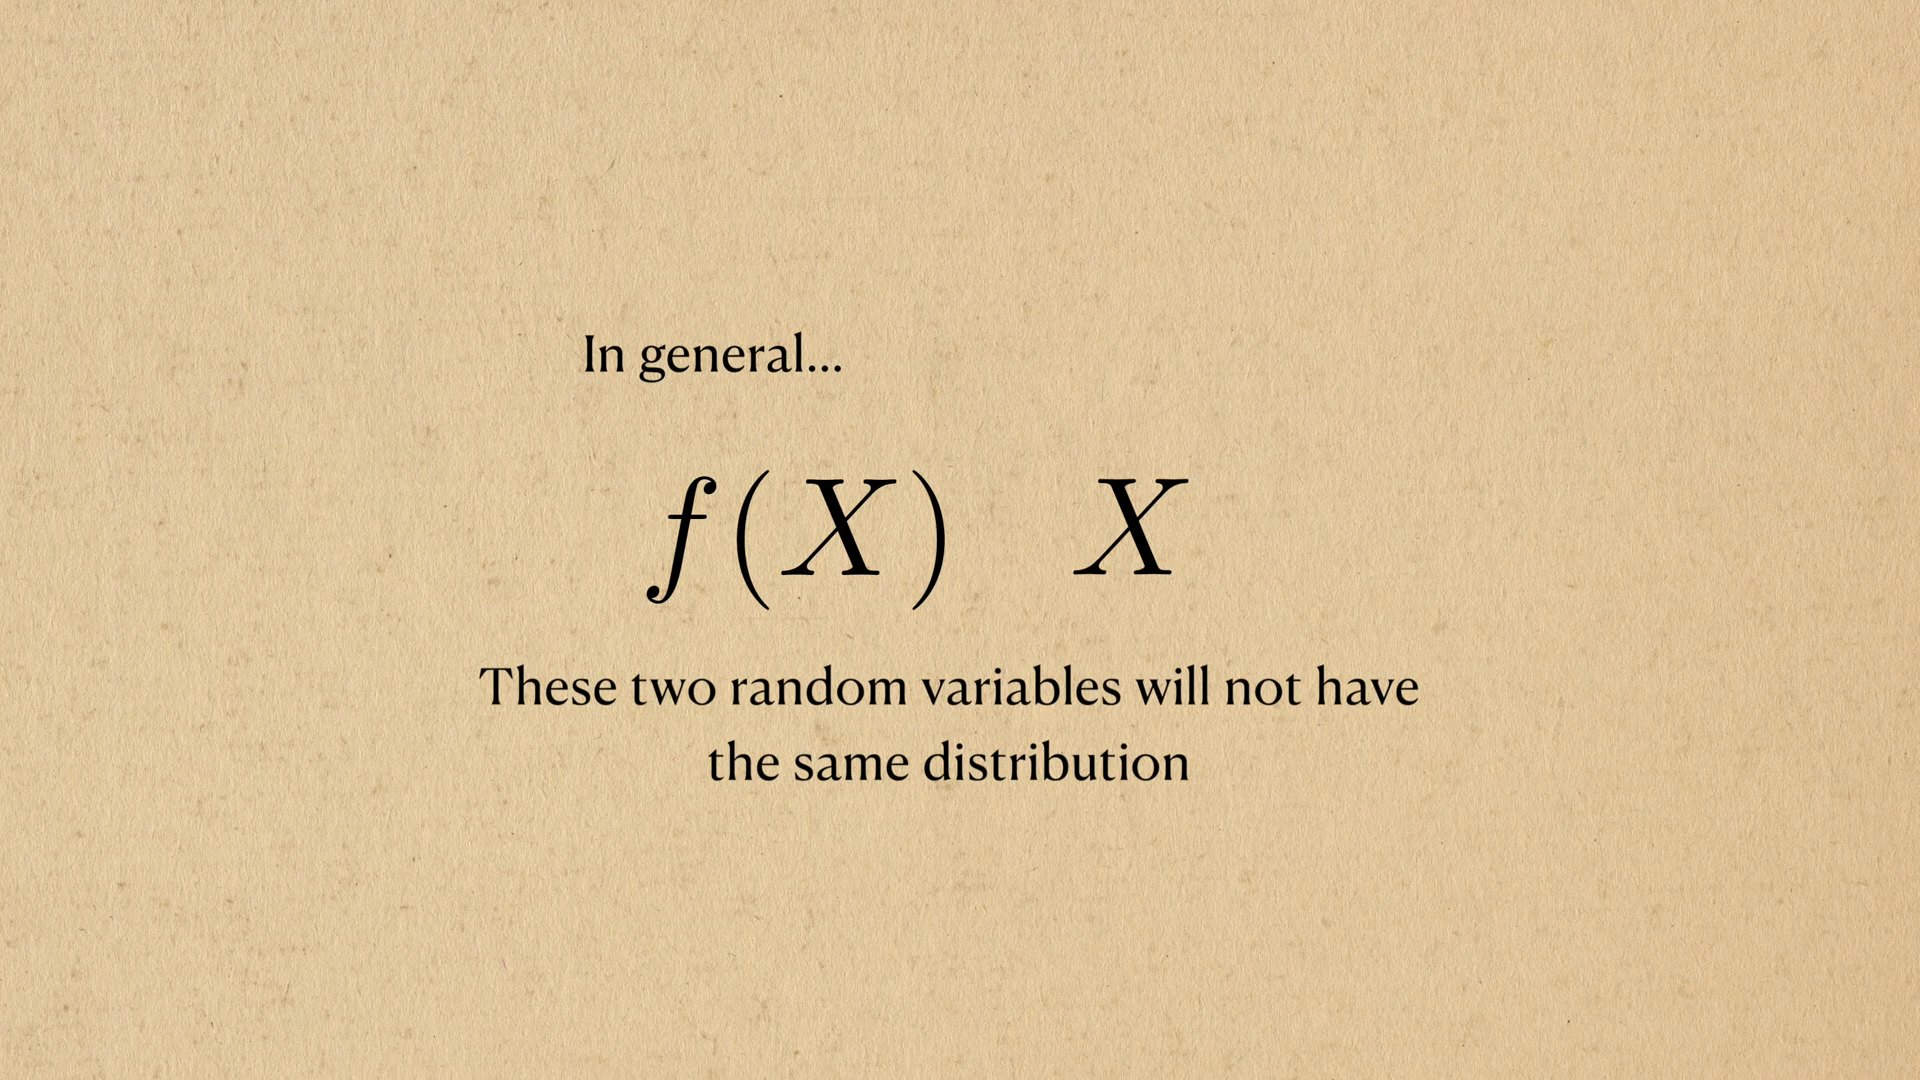 In general...
f(X) X
These two random variables will not have
the same distribution